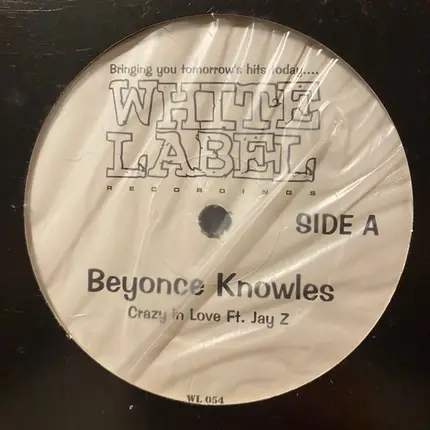 Bringing you tomorrow's hits today....
WHITE
LABEL
RECORDINGS
SIDE A
Beyonce Knowles
Crazy in Love Ft. Jay Z
WL 054